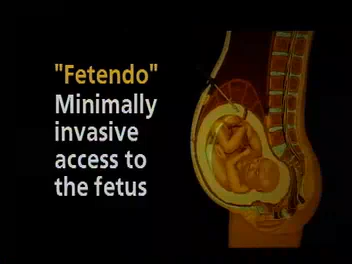 "Fetendo"
Minimally
invasive
access to
the fetus